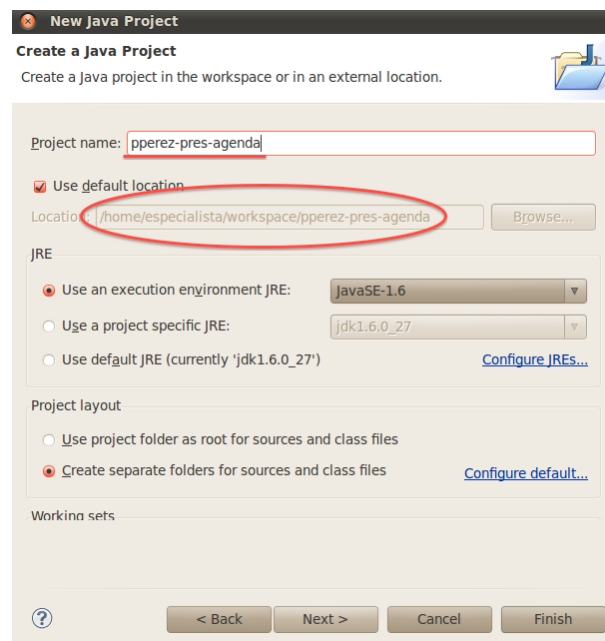 New Java Project
Create a Java Project
Create a Java project in the workspace or in an external location.
Project name: pperez-pres-agenda
Use default location
Location: /home/especialista/workspace/pperez-pres-agenda Browse...
JRE
Use an execution environment JRE: JavaSE-1.6
Use a project specific JRE: jdk1.6.0_27
Use default JRE (currently 'jdk1.6.0_27') Configure JREs...
Project layout
Use project folder as root for sources and class files
Create separate folders for sources and class files Configure default...
Working sets
? < Back Next > Cancel Finish